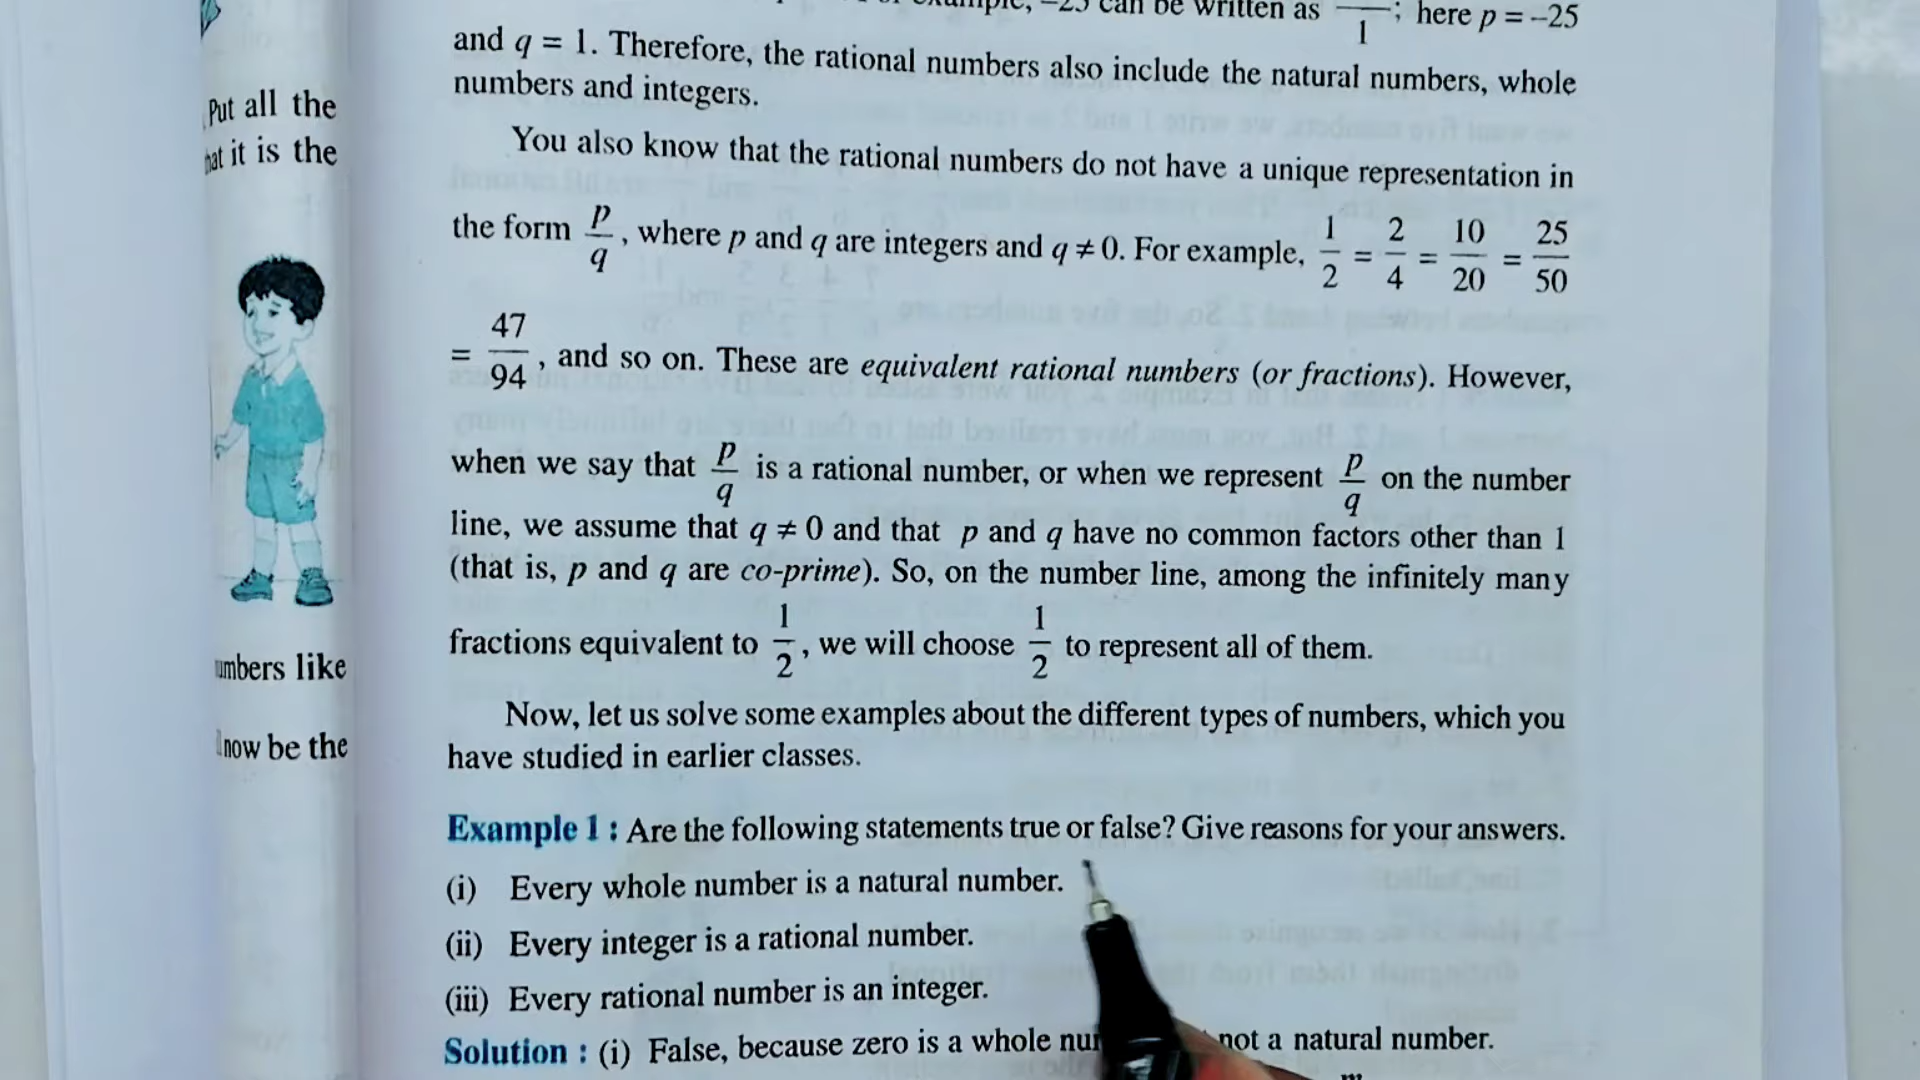 Put all the
it is the
umbers like
now be the
can be written as —/1; here p = –25
and q = 1. Therefore, the rational numbers also include the natural numbers, whole
numbers and integers.
You also know that the rational numbers do not have a unique representation in
the form p/q, where p and q are integers and q ≠ 0. For example, 1/2 = 2/4 = 10/20 = 25/50
= 47/94, and so on. These are equivalent rational numbers (or fractions). However,
when we say that p/q is a rational number, or when we represent p/q on the number
line, we assume that q ≠ 0 and that p and q have no common factors other than 1
(that is, p and q are co-prime). So, on the number line, among the infinitely many
fractions equivalent to 1/2, we will choose 1/2 to represent all of them.
Now, let us solve some examples about the different types of numbers, which you
have studied in earlier classes.
Example 1 : Are the following statements true or false? Give reasons for your answers.
(i) Every whole number is a natural number.
(ii) Every integer is a rational number.
(iii) Every rational number is an integer.
Solution : (i) False, because zero is a whole not a natural number.